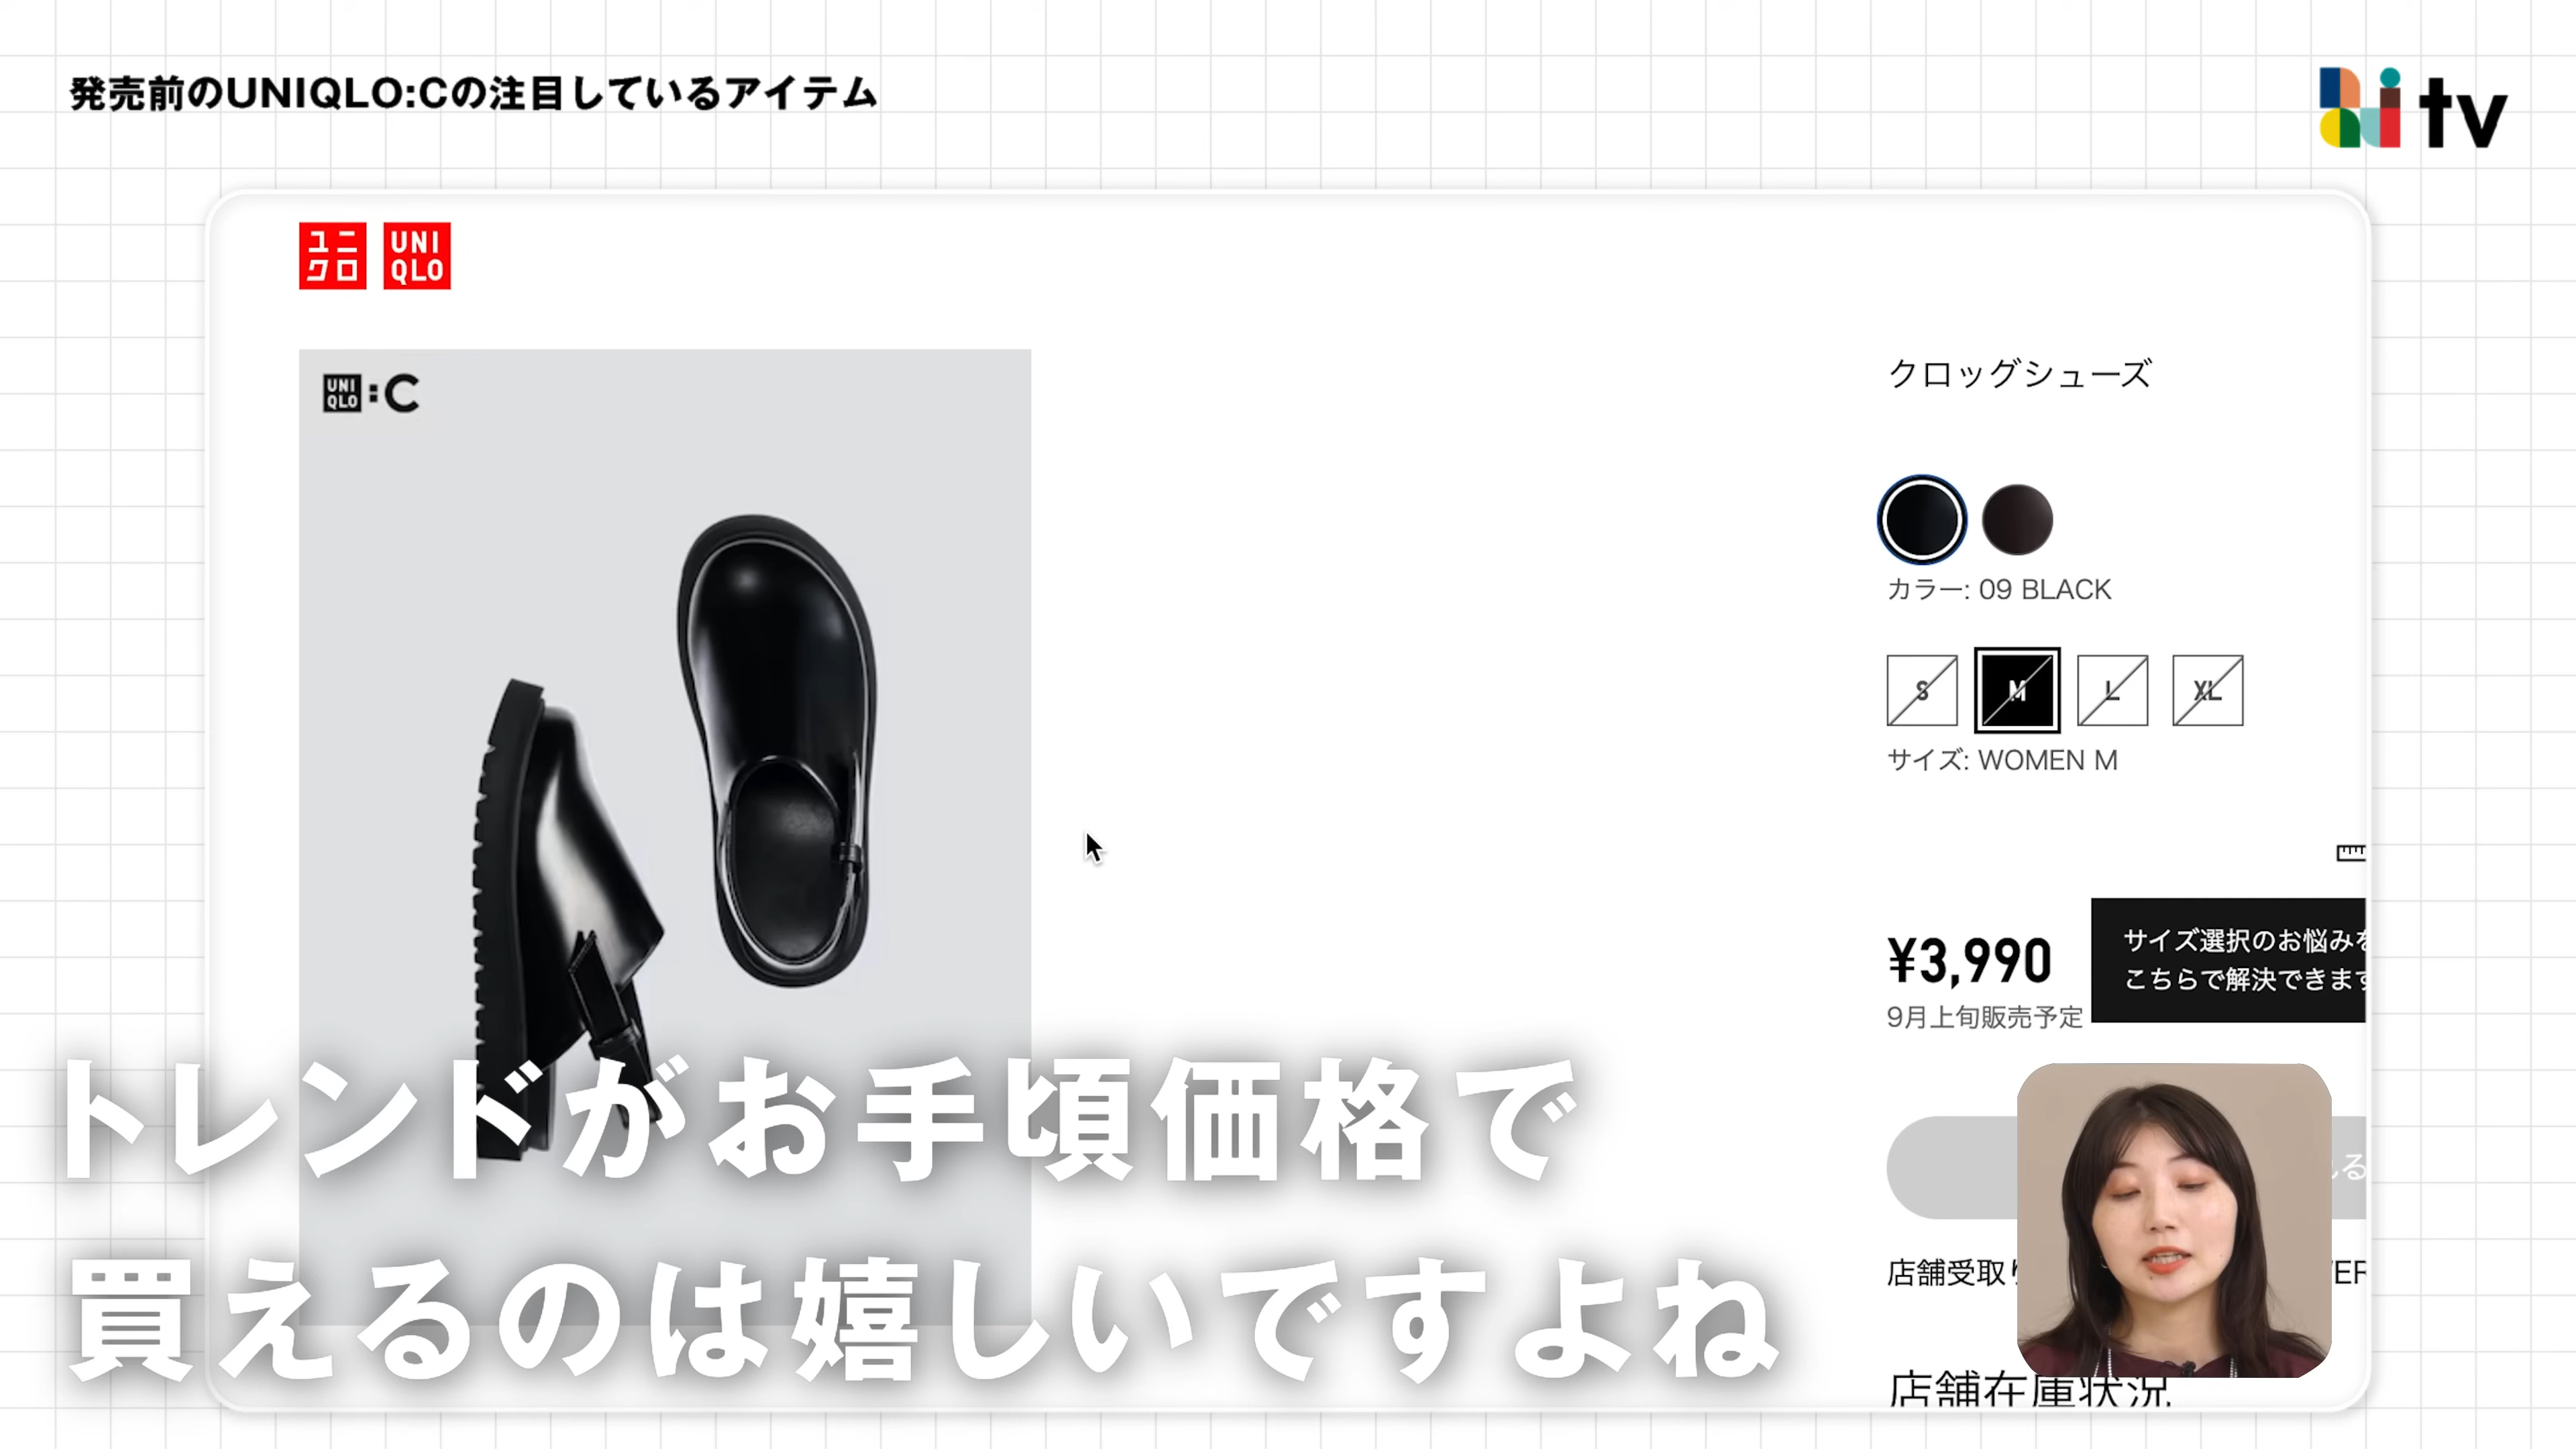 発売前のUNIQLO:Cの注目しているアイテム
tv
ユニクロ
UNIQLO
UNIQLO:C
クロッグシューズ
カラー: 09 BLACK
S M L XL
サイズ: WOMEN M
¥3,990
サイズ選択のお悩みを
こちらで解決できます
9月上旬販売予定
トレンドがお手頃価格で
買えるのは嬉しいですよね
る
店舗受取り
店舗在庫状況